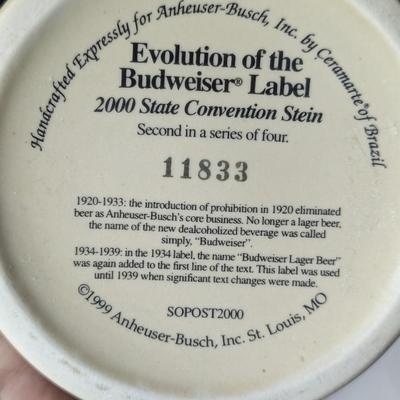 Handcrafted Expressly for Anheuser-Busch, Inc. by Ceramarte® of Brazil
Evolution of the
Budweiser® Label
2000 State Convention Stein
Second in a series of four.
11833
1920-1933: the introduction of prohibition in 1920 eliminated
beer as Anheuser-Busch's core business. No longer a lager beer,
the name of the new dealcoholized beverage was called
simply, "Budweiser".
1934-1939: in the 1934 label, the name "Budweiser Lager Beer"
was again added to the first line of the text. This label was used
until 1939 when significant text changes were made.
SOPOST2000
©1999 Anheuser-Busch, Inc. St. Louis, MO